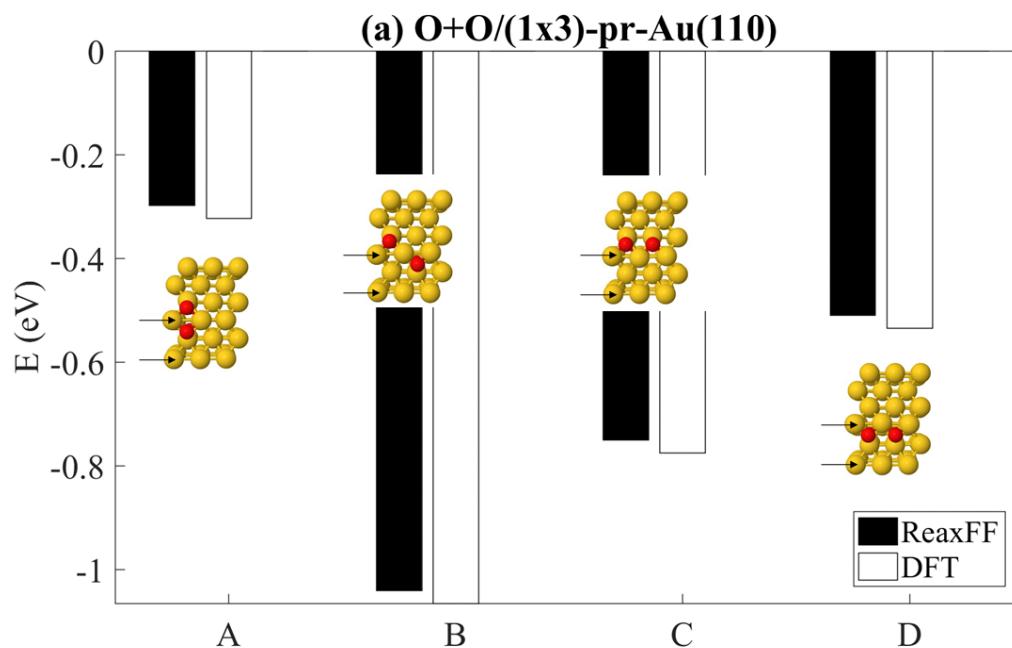 (a) O+O/(1x3)-pr-Au(110)
0
-0.2
-0.4
-0.6
-0.8
-1
E (eV)
A
B
C
D
ReaxFF
DFT